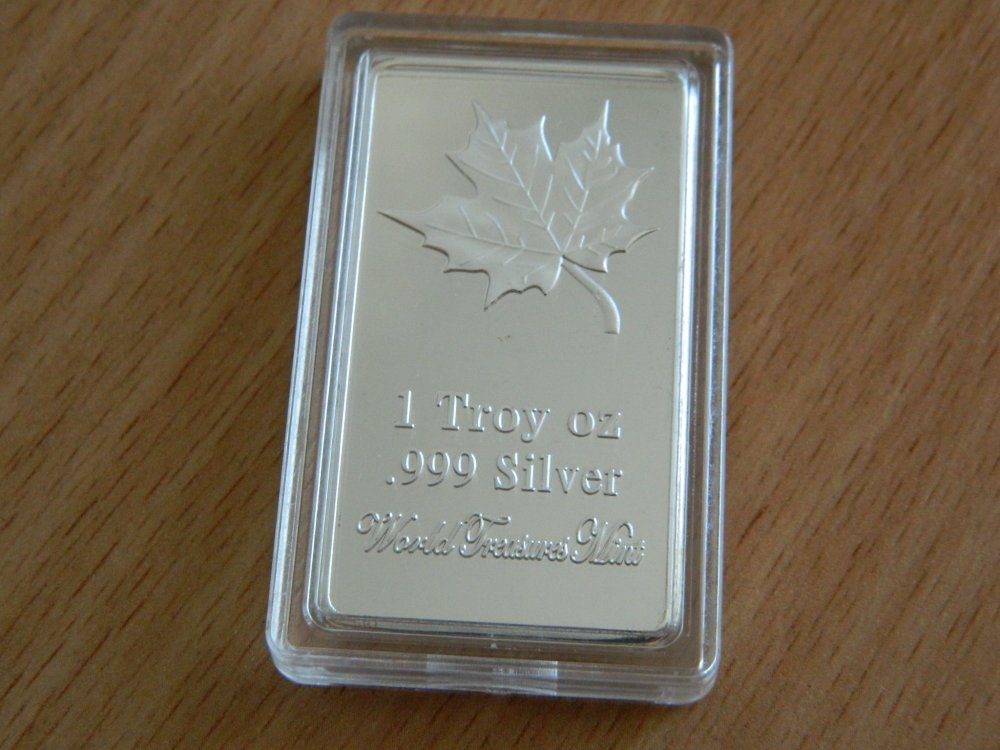 1 Troy oz
.999 Silver
World Treasures Mint